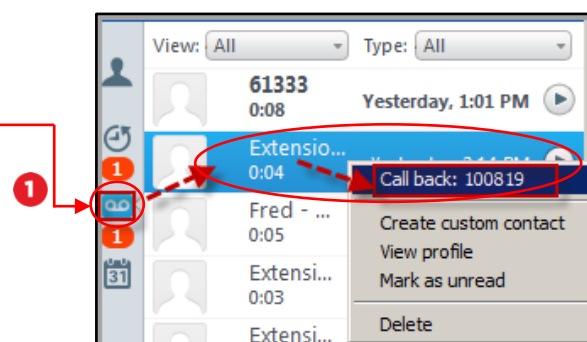 View: All Type: All
61333
0:08 Yesterday, 1:01 PM
Extensio...
0:04
Call back: 100819
1
1
Fred - ...
0:05
Create custom contact
View profile
Mark as unread
1
31
Extensi...
0:03
Delete
Extensi...